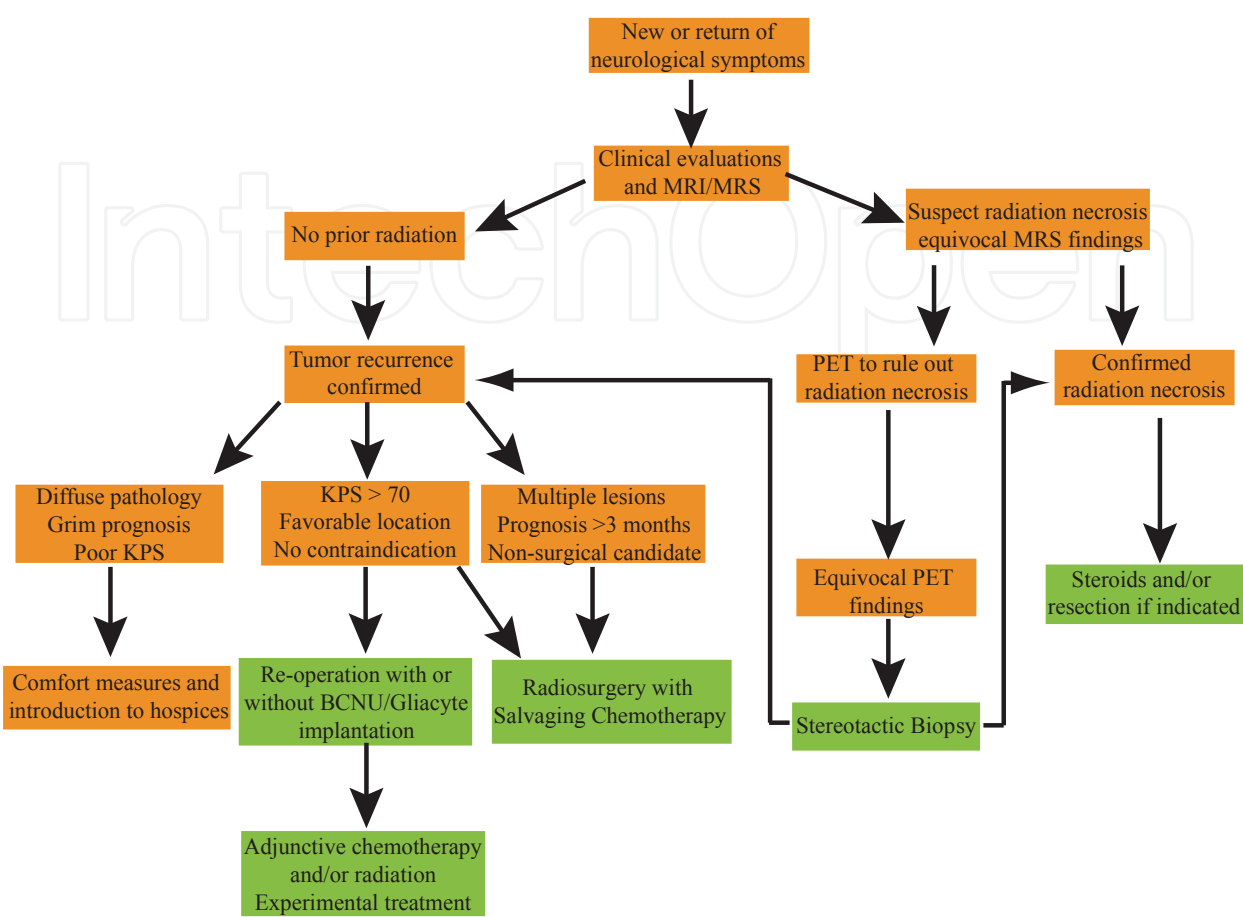 New or return of
neurological symptoms
Clinical evaluations
and MRI/MRS
No prior radiation
Suspect radiation necrosis
equivocal MRS findings
Tumor recurrence
confirmed
PET to rule out
radiation necrosis
Confirmed
radiation necrosis
Diffuse pathology
Grim prognosis
Poor KPS
KPS > 70
Favorable location
No contraindication
Multiple lesions
Prognosis >3 months
Non-surgical candidate
Equivocal PET
findings
Steroids and/or
resection if indicated
Comfort measures and
introduction to hospices
Re-operation with or
without BCNU/Gliacyte
implantation
Radiosurgery with
Salvaging Chemotherapy
Stereotactic Biopsy
Adjunctive chemotherapy
and/or radiation
Experimental treatment
IntechOpen